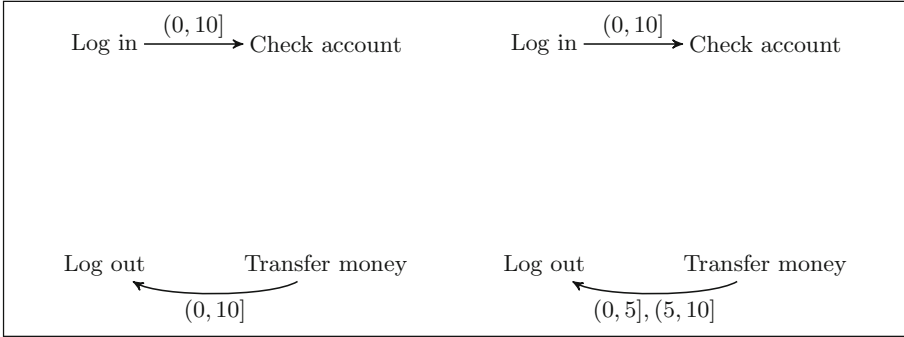 (0, 10]
Log in
Check account
(0, 10]
Log in
Check account
Log out
Transfer money
(0, 10]
Log out
Transfer money
(0, 5], (5, 10]